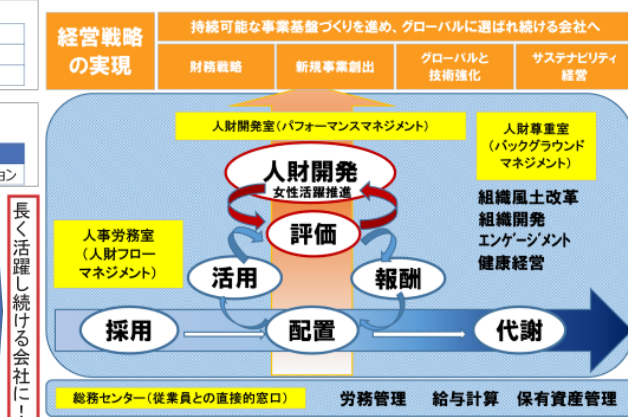 経営戦略
の実現
持続可能な事業基盤づくりを進め、グローバルに選ばれ続ける会社へ
財務戦略
新規事業創出
グローバルと
技術強化
サステナビリティ
経営
ョン
人財開発室(パフォーマンスマネジメント)
人財尊重室
(バックグラウンド
マネジメント)
人財開発
女性活躍推進
組織風土改革
組織開発
エンゲージメント
健康経営
評価
人事労務室
(人財フロー
マネジメント)
活用
報酬
採用
配置
代謝
長く活躍し続ける会社に!
総務センター(従業員との直接的窓口)
労務管理 給与計算 保有資産管理